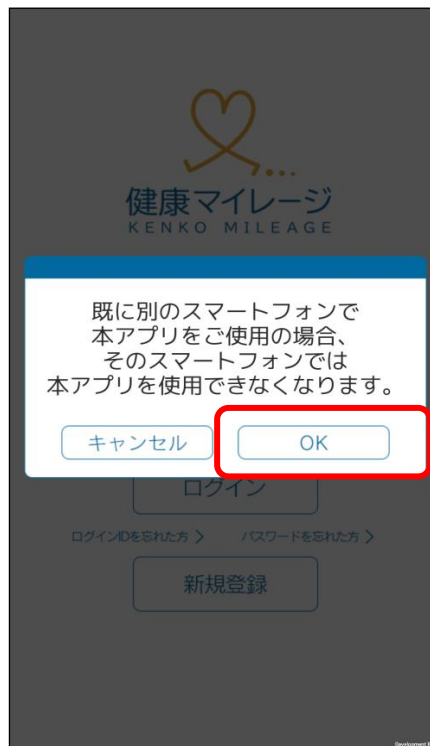 健康マイレージ
KENKO MILEAGE
既に別のスマートフォンで
本アプリをご使用の場合、
そのスマートフォンでは
本アプリを使用できなくなります。
キャンセル
OK
ログイン
ログインIDを忘れた方 >
パスワードを忘れた方 >
新規登録
Development